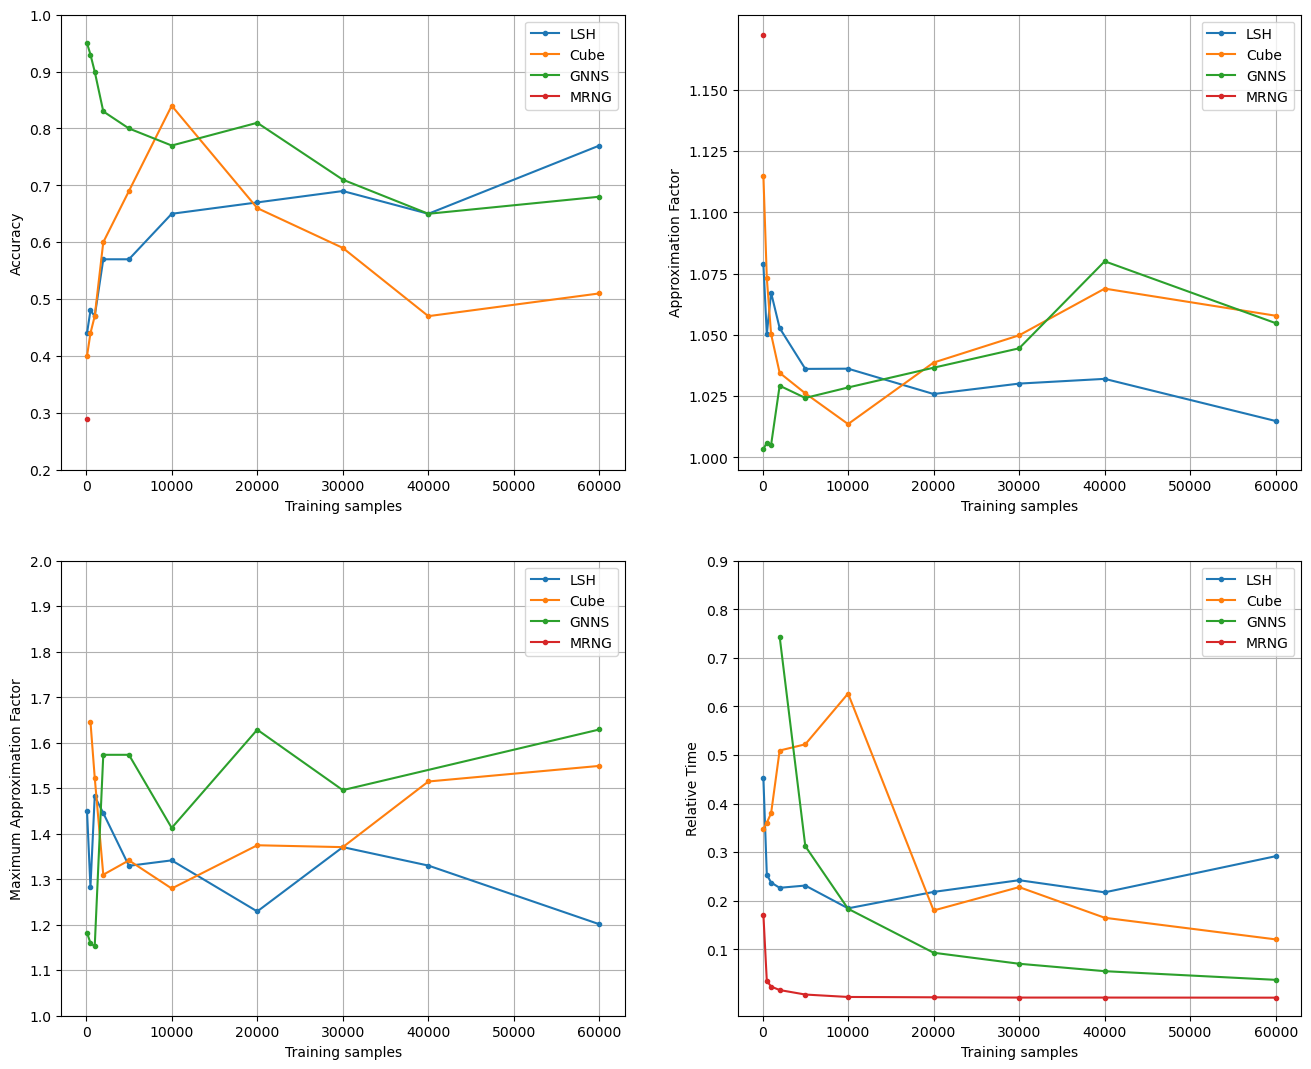 1.0
0.9
0.8
0.7
0.6
0.5
0.4
0.3
0.2
Accuracy
0 10000 20000 30000 40000 50000 60000
Training samples
LSH
Cube
GNNS
MRNG
1.150
1.125
1.100
1.075
1.050
1.025
1.000
Approximation Factor
0 10000 20000 30000 40000 50000 60000
Training samples
LSH
Cube
GNNS
MRNG
2.0
1.9
1.8
1.7
1.6
1.5
1.4
1.3
1.2
1.1
1.0
Maximum Approximation Factor
0 10000 20000 30000 40000 50000 60000
Training samples
LSH
Cube
GNNS
MRNG
0.9
0.8
0.7
0.6
0.5
0.4
0.3
0.2
0.1
Relative Time
0 10000 20000 30000 40000 50000 60000
Training samples
LSH
Cube
GNNS
MRNG